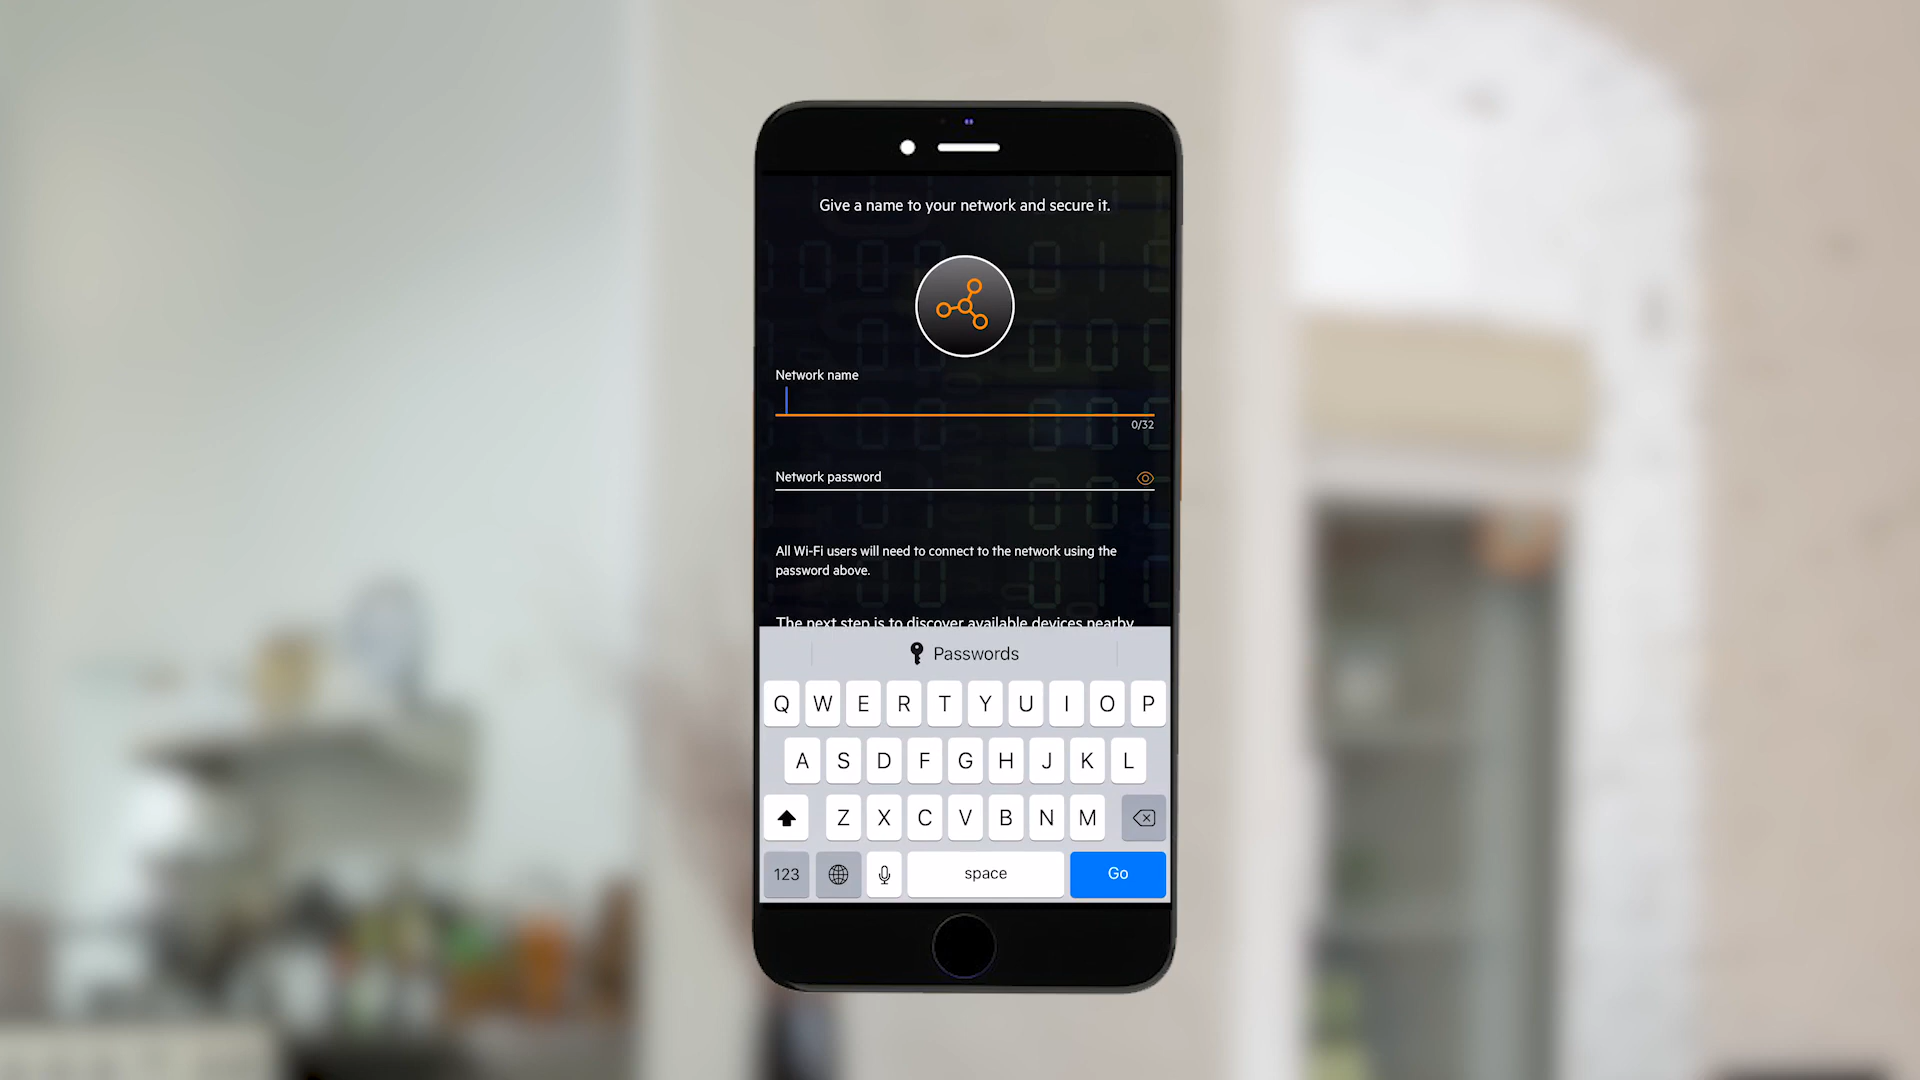 Give a name to your network and secure it.
Network name
0/32
Network password
All Wi-Fi users will need to connect to the network using the
password above.
The next step is to discover available devices nearby
Passwords
Q W E R T Y U I O P
A S D F G H J K L
Z X C V B N M
123 space Go